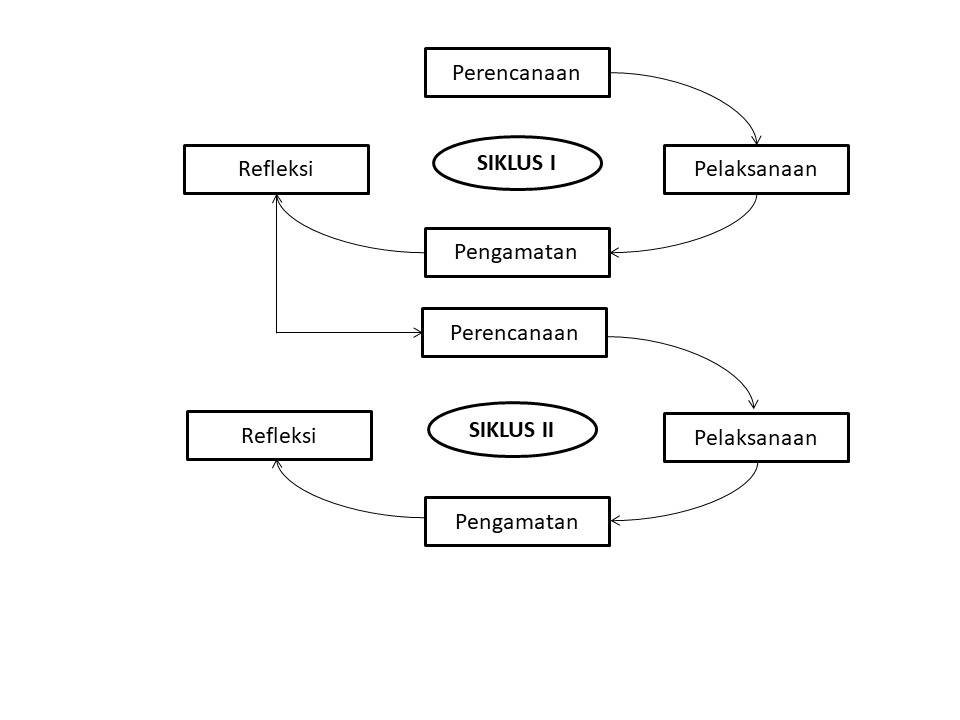 Perencanaan
SIKLUS I
Refleksi
Pelaksanaan
Pengamatan
Perencanaan
SIKLUS II
Refleksi
Pelaksanaan
Pengamatan